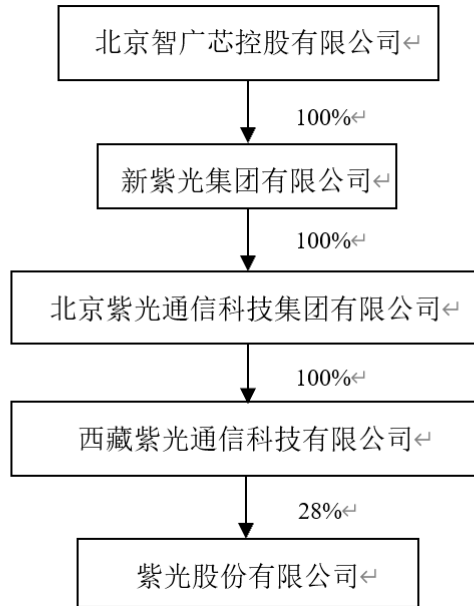 北京智广芯控股有限公司↵
100%↵
新紫光集团有限公司↵
100%↵
北京紫光通信科技集团有限公司↵
100%↵
西藏紫光通信科技有限公司↵
28%↵
紫光股份有限公司↵